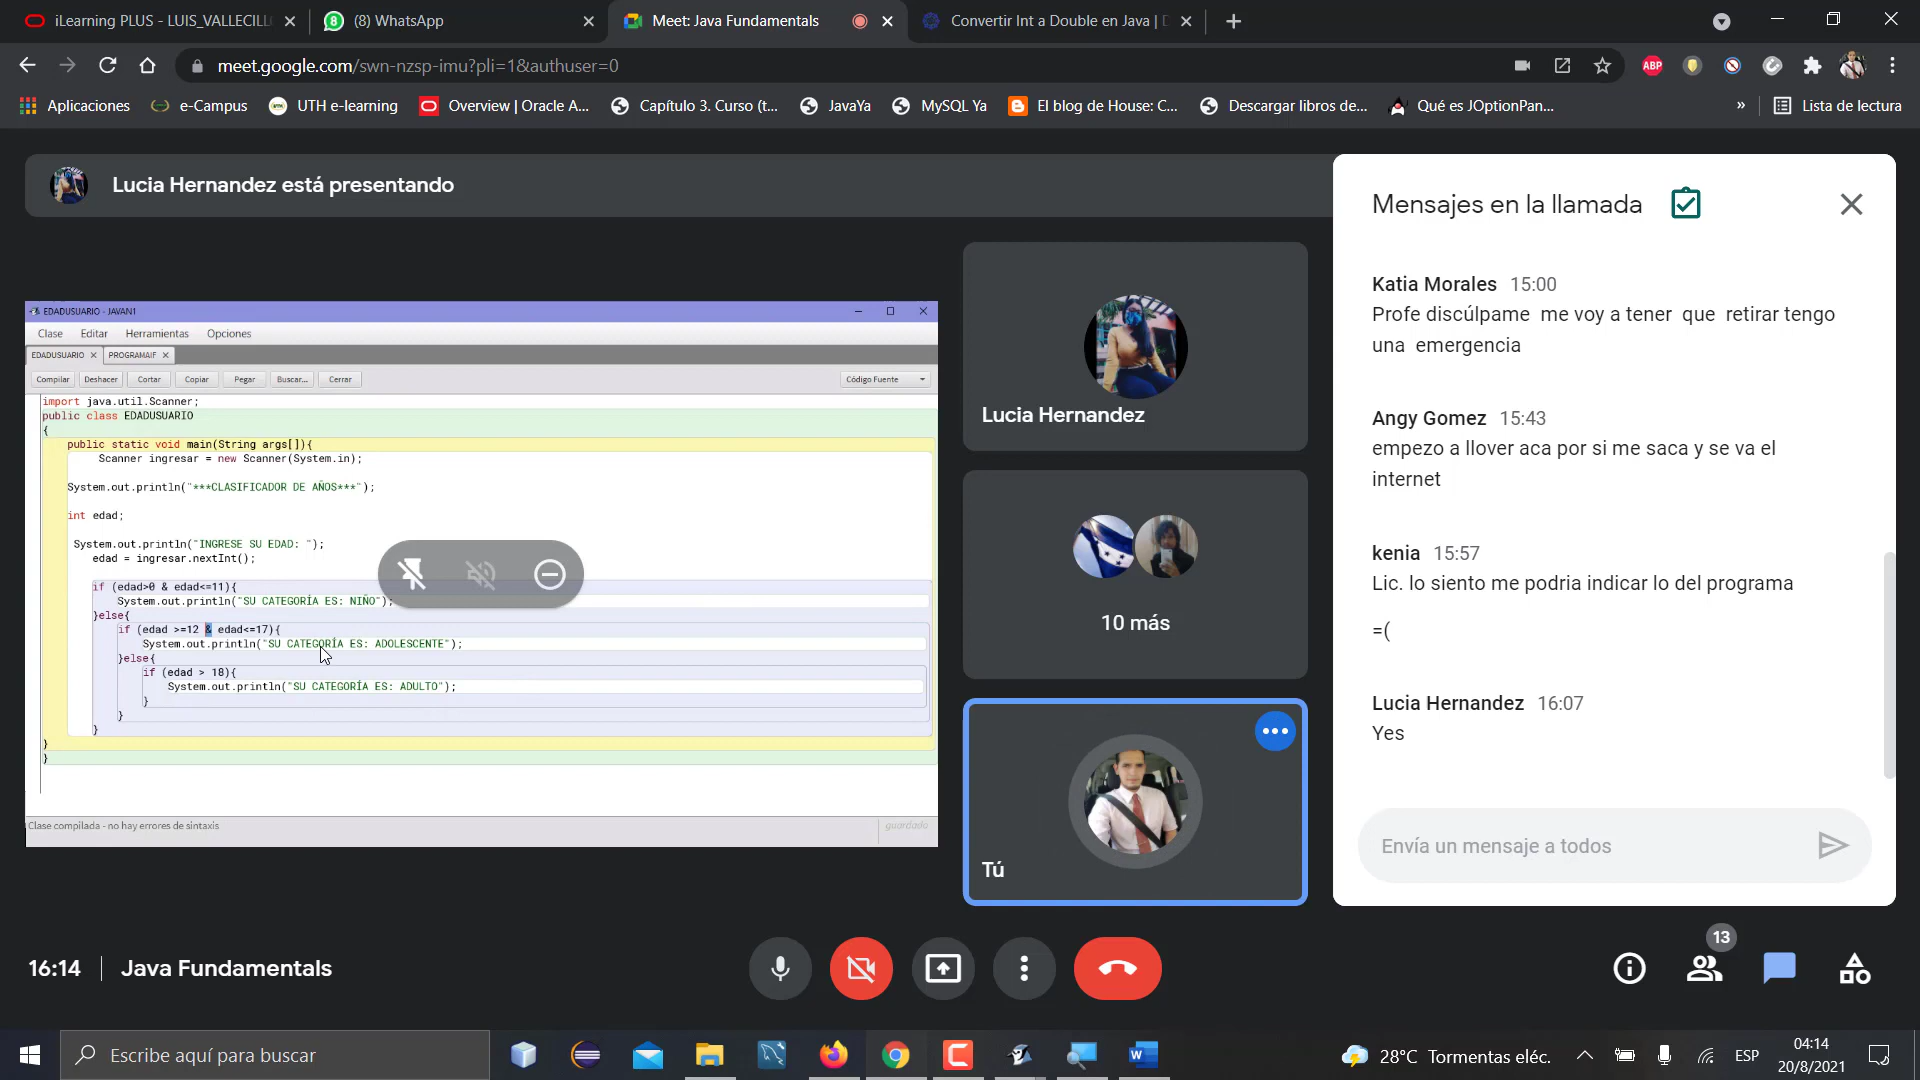 iLearning PLUS - LUIS_VALLECILL
(8) WhatsApp
Meet: Java Fundamentals
Convertir Int a Double en Java | D
meet.google.com/swn-nzsp-imu?pli=1&authuser=0
ABP
Aplicaciones
e-Campus
UTH e-learning
Overview | Oracle A...
Capítulo 3. Curso (t...
JavaYa
MySQL Ya
El blog de House: C...
Descargar libros de...
Qué es JOptionPan...
»
Lista de lectura
Lucia Hernandez está presentando
EDADUSUARIO - JAVAN1
Clase Editar Herramientas Opciones
EDADUSUARIO PROGRAMAIF
Compilar Deshacer Cortar Copiar Pegar Buscar... Cerrar Código Fuente
import java.util.Scanner;
public class EDADUSUARIO
{
public static void main(String args[]){
Scanner ingresar = new Scanner(System.in);
System.out.println("***CLASIFICADOR DE AÑOS***");
int edad;
System.out.println("INGRESE SU EDAD: ");
edad = ingresar.nextInt();
if (edad>0 & edad<=11){
System.out.println("SU CATEGORÍA ES: NIÑO");
}else{
if (edad >=12 & edad<=17){
System.out.println("SU CATEGORÍA ES: ADOLESCENTE");
}else{
if (edad > 18){
System.out.println("SU CATEGORÍA ES: ADULTO");
}
}
}
}
}
Clase compilada - no hay errores de sintaxis
guardado
Lucia Hernandez
10 más
Tú
Mensajes en la llamada
Katia Morales 15:00
Profe discúlpame me voy a tener que retirar tengo
una emergencia
Angy Gomez 15:43
empezo a llover aca por si me saca y se va el
internet
kenia 15:57
Lic. lo siento me podria indicar lo del programa
=(
Lucia Hernandez 16:07
Yes
Envía un mensaje a todos
16:14 | Java Fundamentals
13
Escribe aquí para buscar
28°C Tormentas eléc.
ESP
04:14
20/8/2021